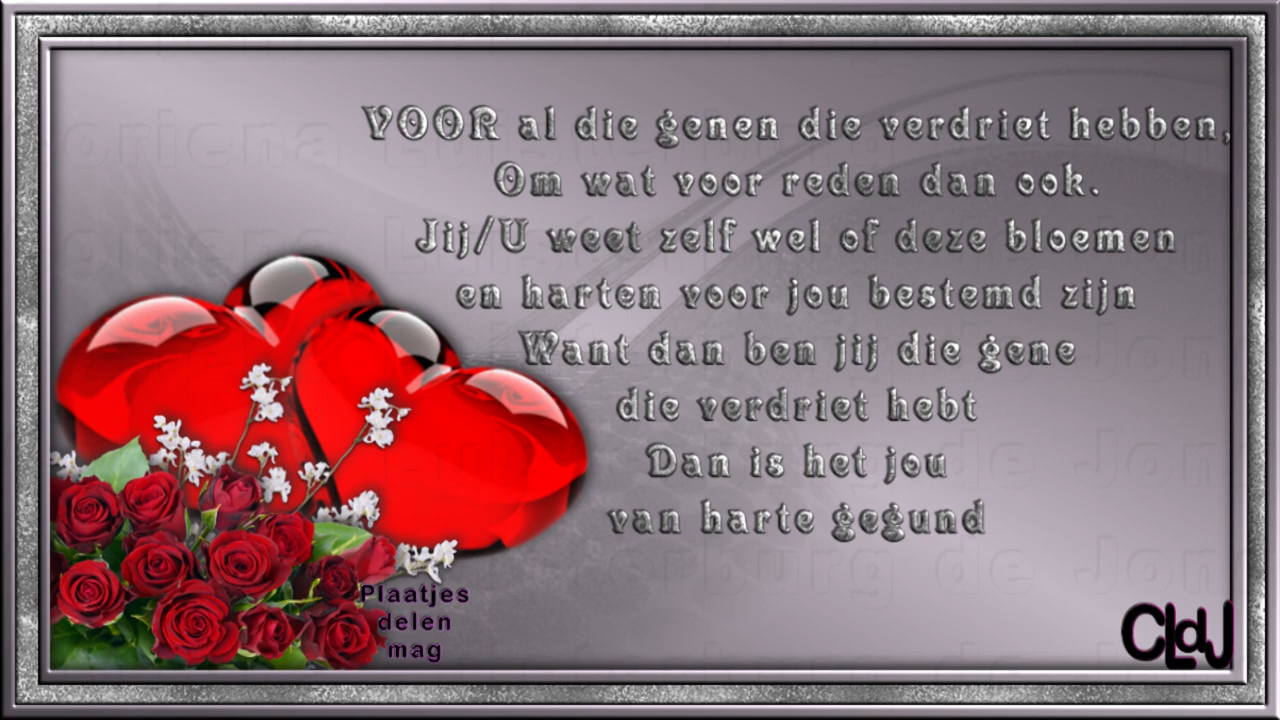 VOOR al die genen die verdriet hebben,
Om wat voor reden dan ook.
Jij/U weet zelf wel of deze bloemen
en harten voor jou bestemd zijn
Want dan ben jij die gene
die verdriet hebt
Dan is het jou
van harte gegund
Plaatjes
delen
mag
CLdJ